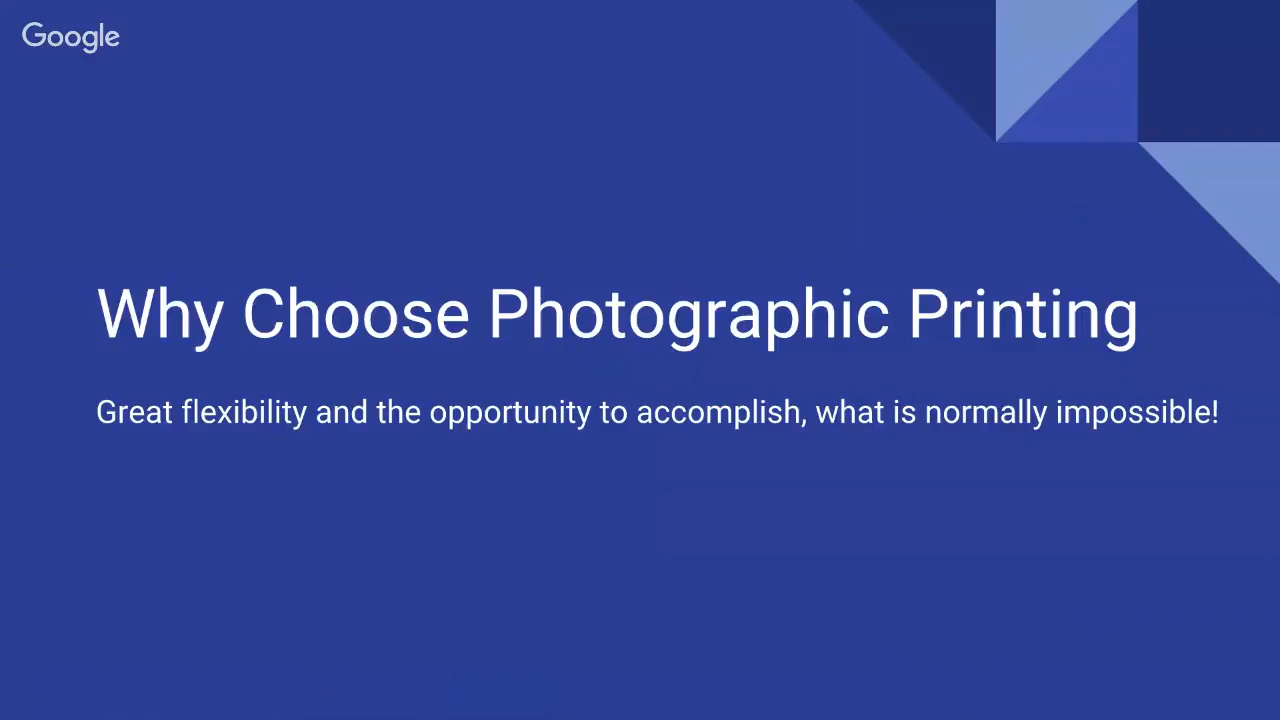 Google
Why Choose Photographic Printing
Great flexibility and the opportunity to accomplish, what is normally impossible!